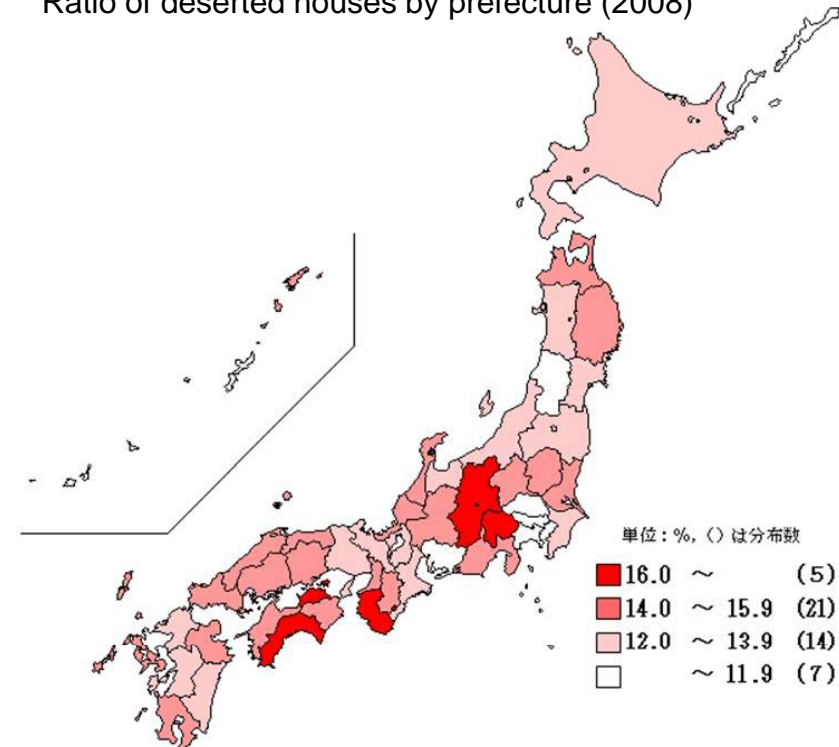 Ratio of deserted houses by prefecture (2008)
単位：%，（）は分布数
16.0 ～ (5)
14.0 ～ 15.9 (21)
12.0 ～ 13.9 (14)
～ 11.9 (7)